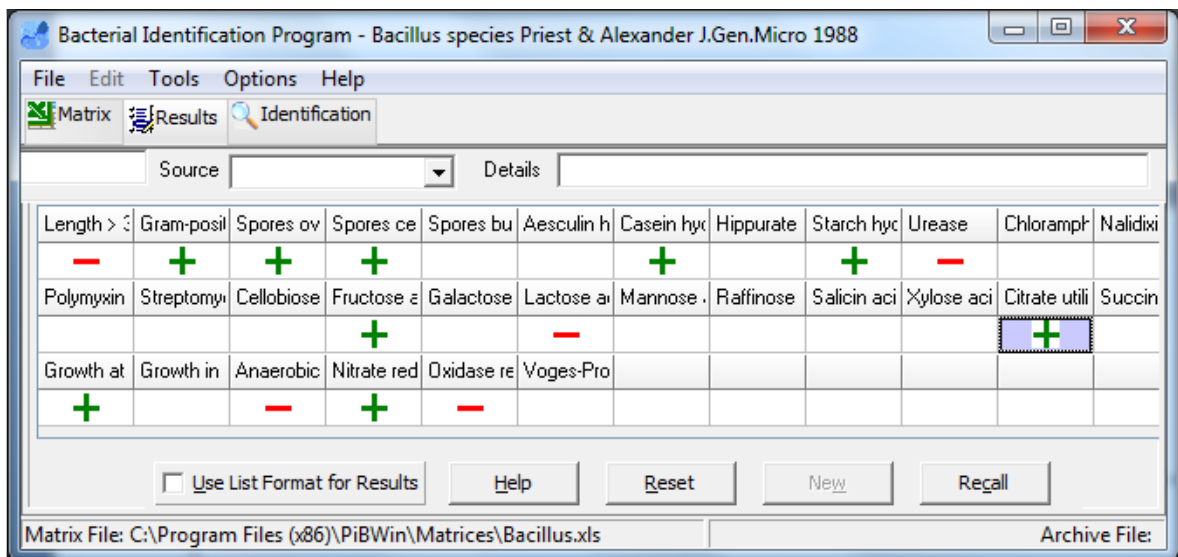 Bacterial Identification Program - Bacillus species Priest & Alexander J.Gen.Micro 1988
File Edit Tools Options Help
Matrix Results Identification
Source Details
Length > Gram-posil Spores ov Spores ce Spores bu Aesculin h Casein hyc Hippurate Starch hyc Urease Chloramph Nalidixi
− + + + + + −
Polymyxin Streptomy Cellobiose Fructose a Galactose Lactose a Mannose Raffinose Salicin aci Xylose aci Citrate utili Succin
+ − +
Growth at Growth in Anaerobic Nitrate red Oxidase re Voges-Pro
+ − + −
Use List Format for Results Help Reset New Recall
Matrix File: C:\Program Files (x86)\PiBWin\Matrices\Bacillus.xls Archive File: